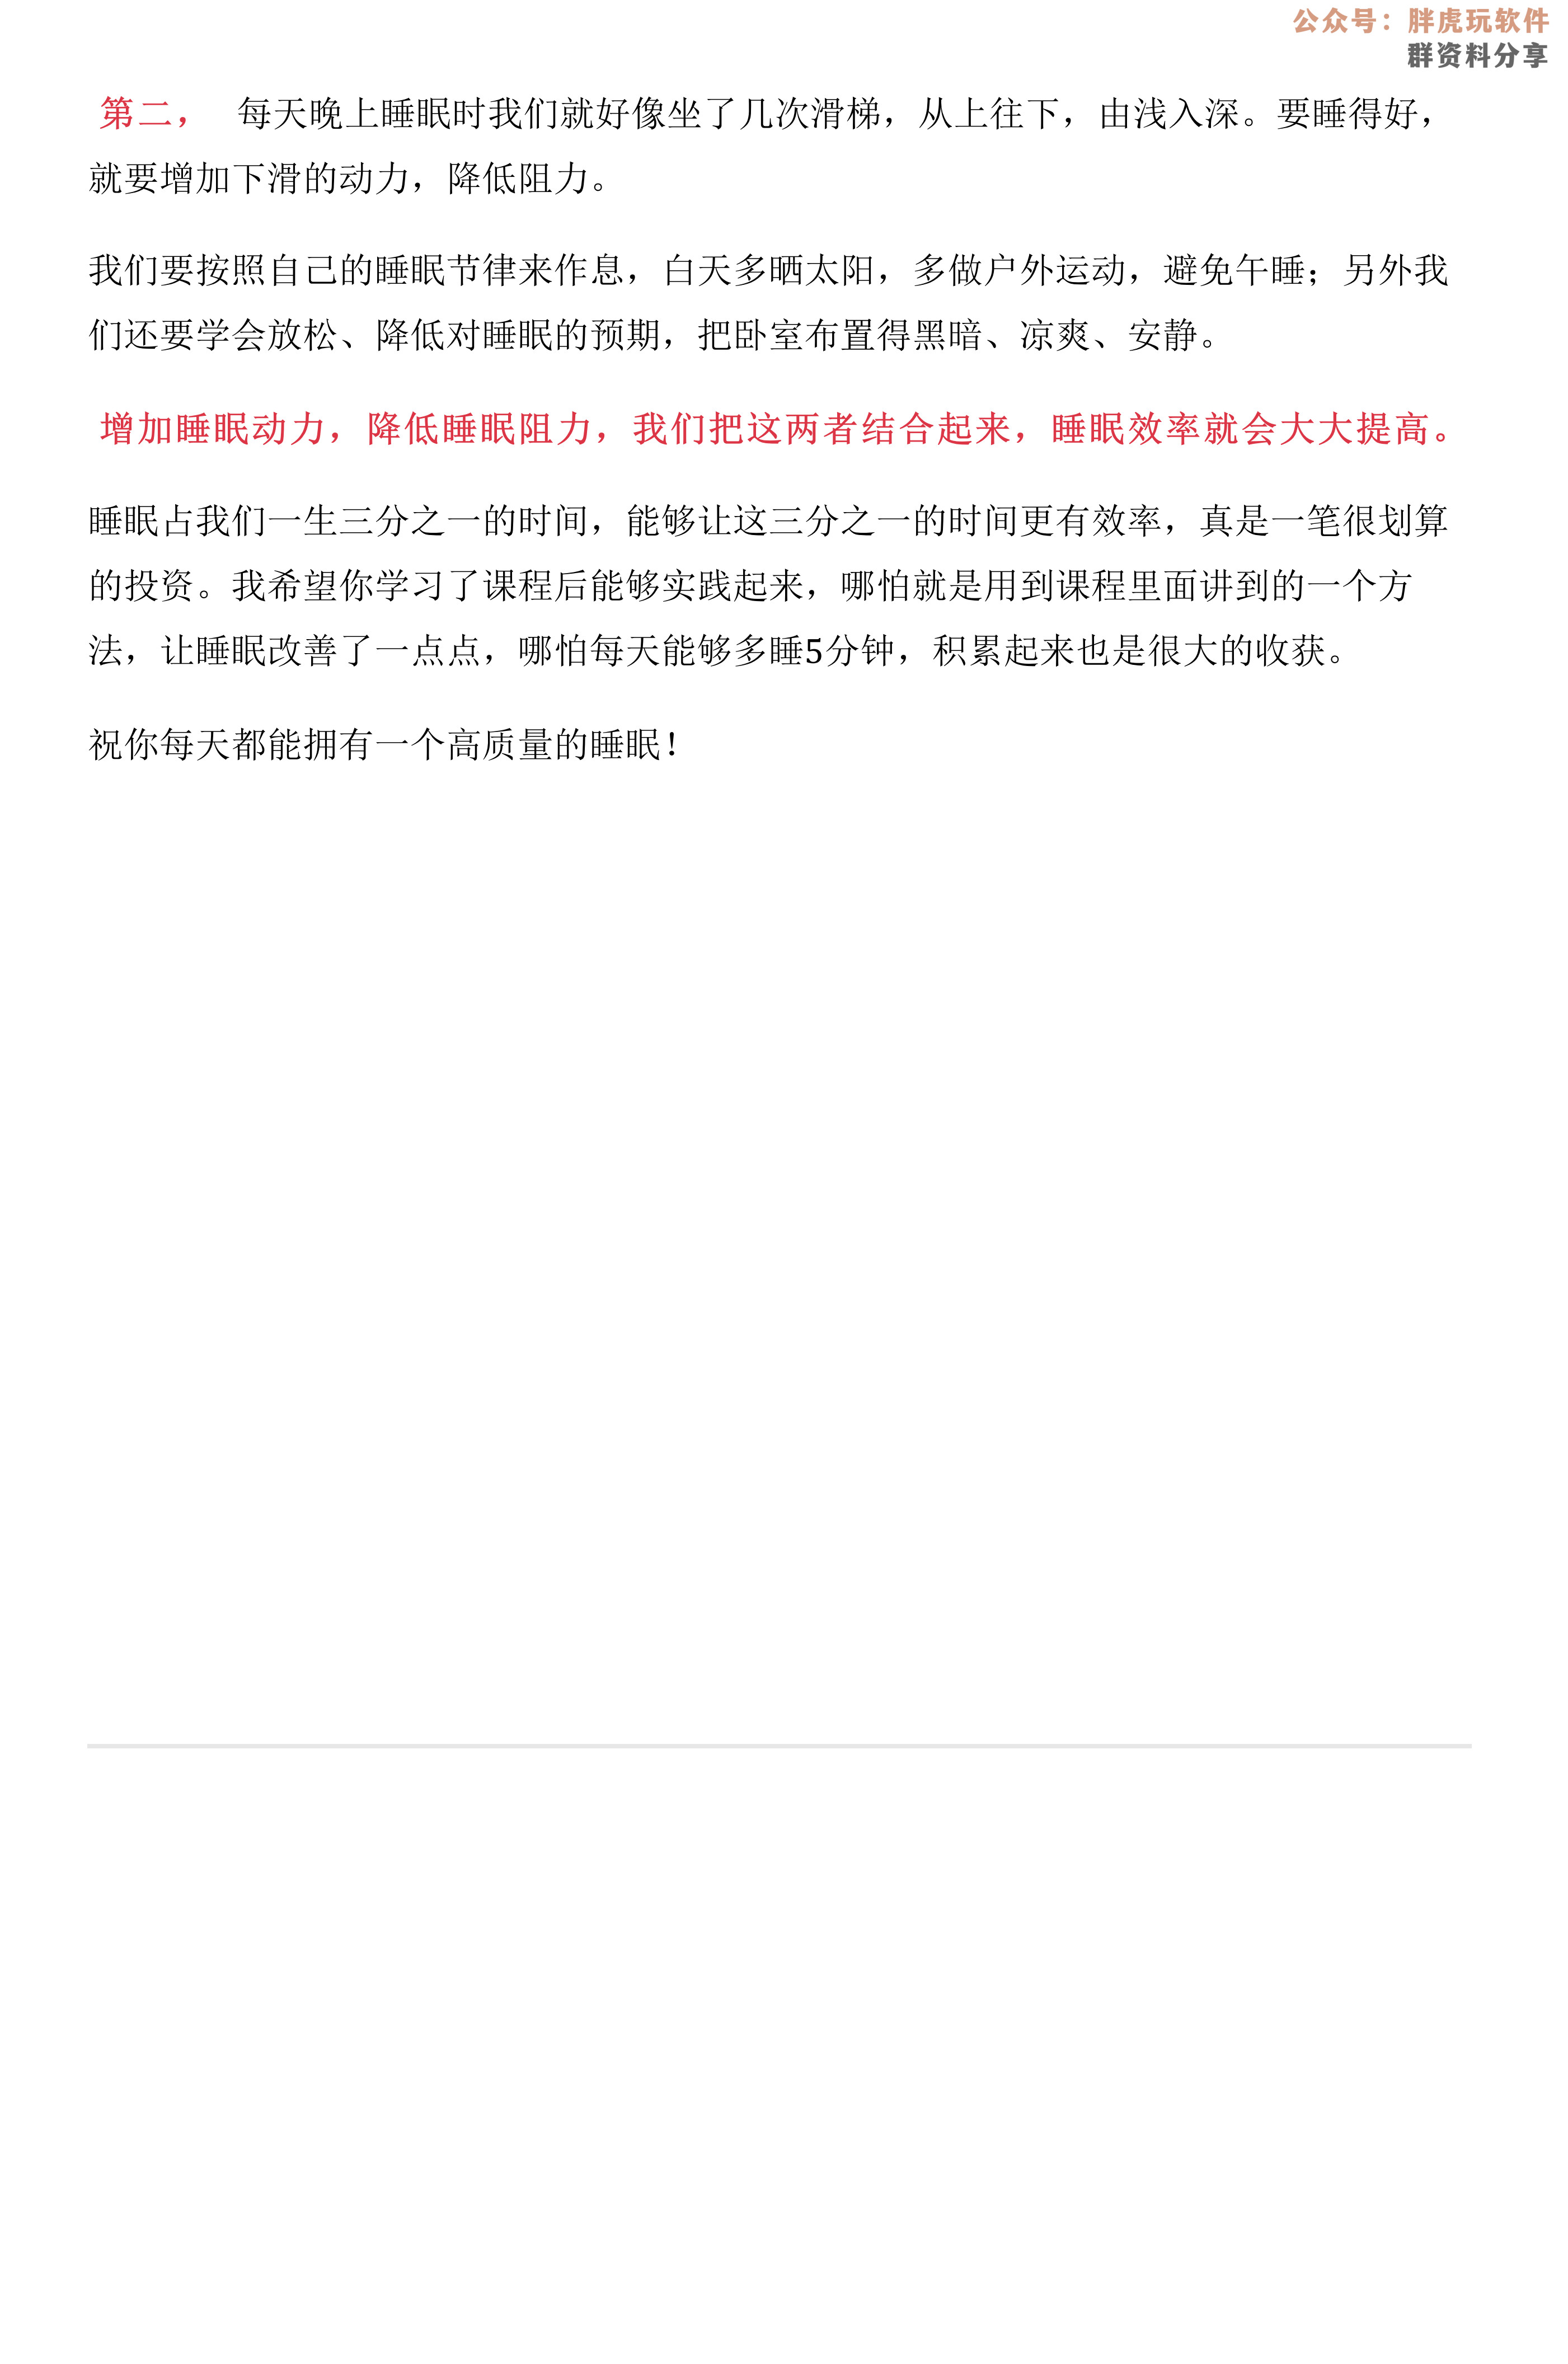 公众号：胖虎玩软件
群资料分享
第二， 每天晚上睡眠时我们就好像坐了几次滑梯，从上往下，由浅入深。要睡得好，
就要增加下滑的动力，降低阻力。
我们要按照自己的睡眠节律来作息，白天多晒太阳，多做户外运动，避免午睡；另外我
们还要学会放松、降低对睡眠的预期，把卧室布置得黑暗、凉爽、安静。
增加睡眠动力，降低睡眠阻力，我们把这两者结合起来，睡眠效率就会大大提高。
睡眠占我们一生三分之一的时间，能够让这三分之一的时间更有效率，真是一笔很划算
的投资。我希望你学习了课程后能够实践起来，哪怕就是用到课程里面讲到的一个方
法，让睡眠改善了一点点，哪怕每天能够多睡5分钟，积累起来也是很大的收获。
祝你每天都能拥有一个高质量的睡眠！